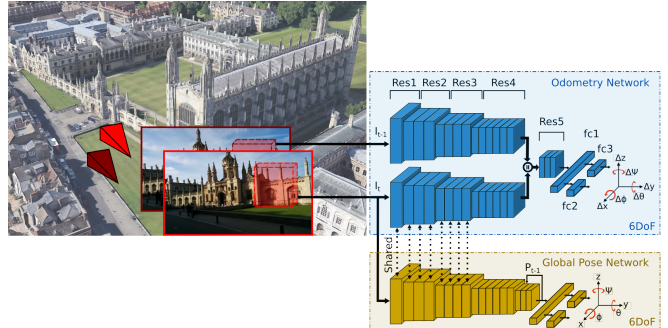 Odometry Network
Res1 Res2 Res3 Res4
Res5
I_{t-1}
fc1
fc3
I_t
fc2
Δz
ΔΨ
Δy
Δθ
Δx
Δϕ
6DoF
Shared
Global Pose Network
P_{t-1}
z
Ψ
y
θ
x
ϕ
6DoF